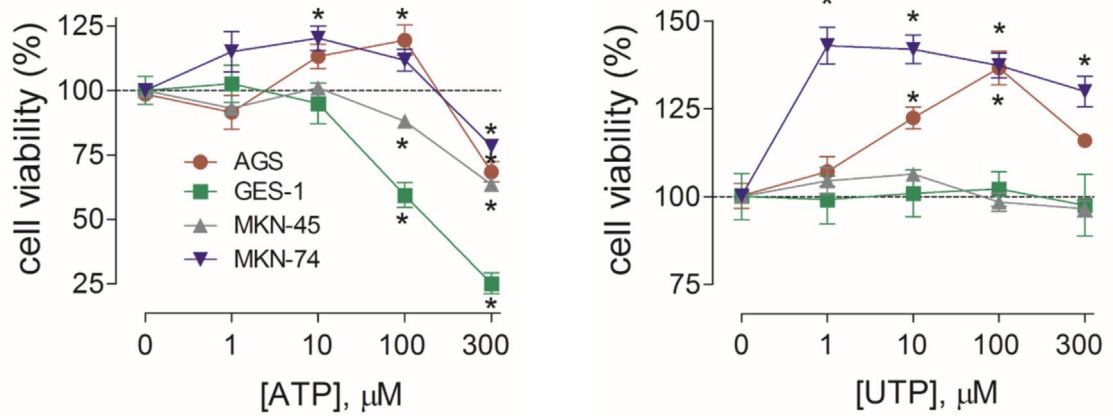 cell viability (%)
125
100
75
50
25
* *
*
*
*
*
*
*
AGS
GES-1
MKN-45
MKN-74
0 1 10 100 300
[ATP], μM
cell viability (%)
150
125
100
75
*
* * *
* *
0 1 10 100 300
[UTP], μM